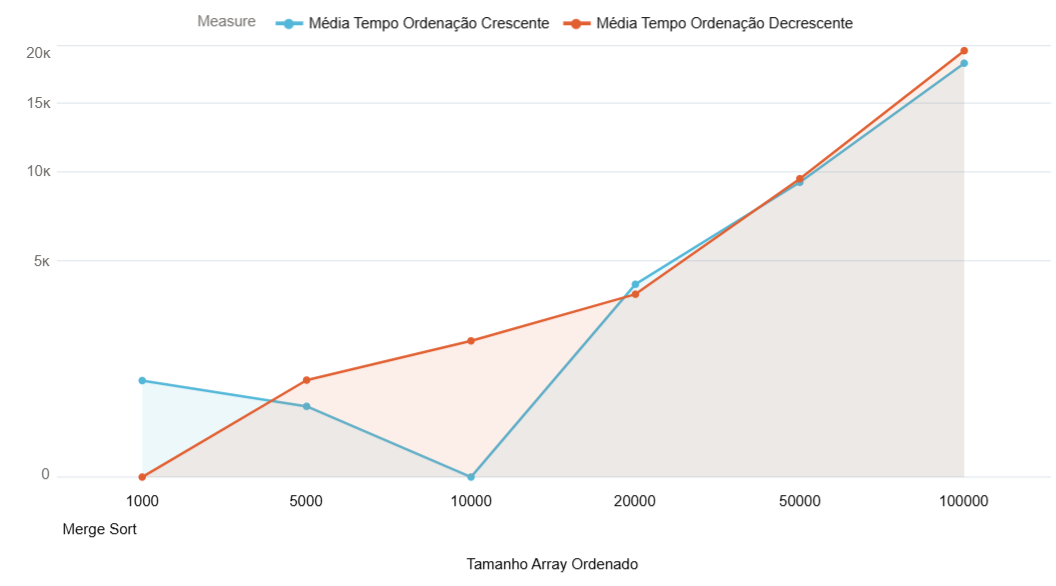 Measure Média Tempo Ordenação Crescente Média Tempo Ordenação Decrescente
20K
15K
10K
5K
0
1000 5000 10000 20000 50000 100000
Merge Sort
Tamanho Array Ordenado